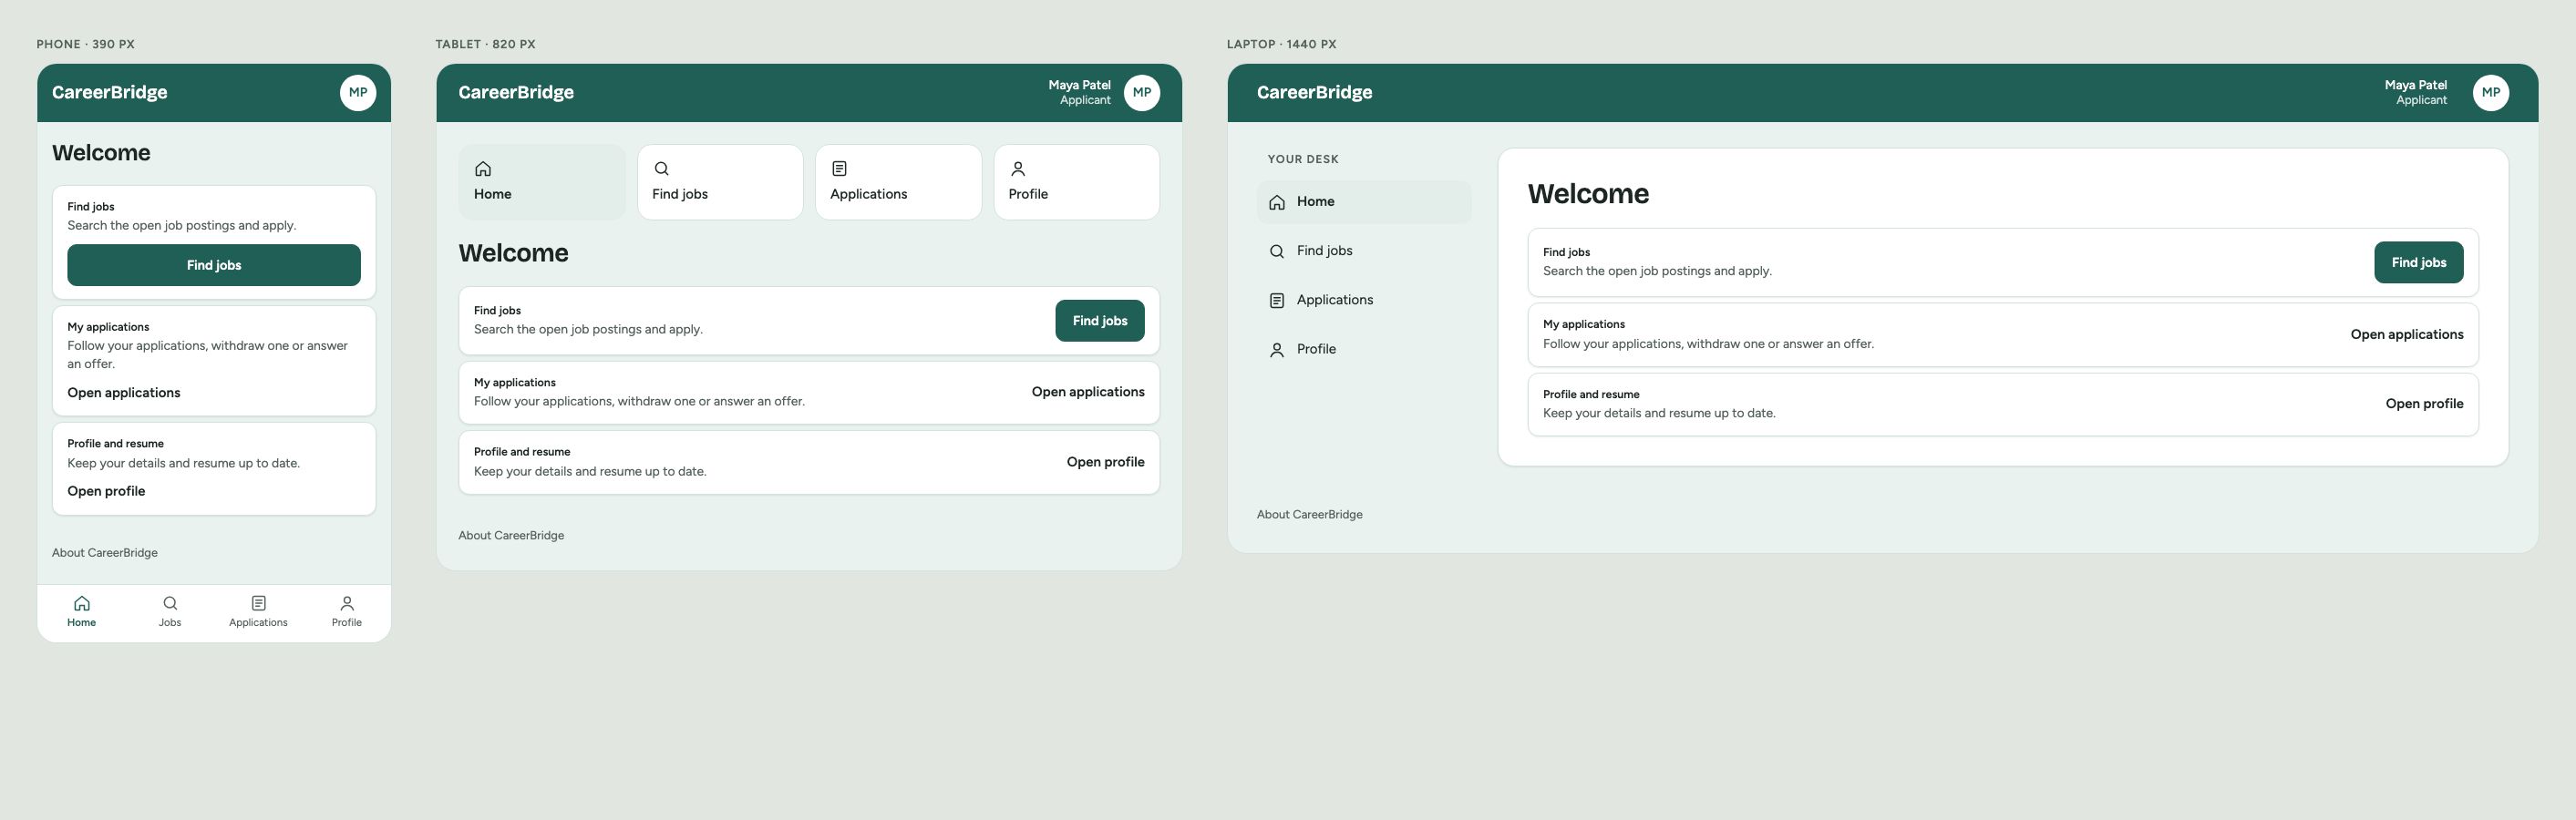 PHONE · 390 PX
CareerBridge
MP
Welcome
Find jobs
Search the open job postings and apply.
Find jobs
My applications
Follow your applications, withdraw one or answer
an offer.
Open applications
Profile and resume
Keep your details and resume up to date.
Open profile
About CareerBridge
Home
Jobs
Applications
Profile
TABLET · 820 PX
CareerBridge
Maya Patel
Applicant
MP
Home
Find jobs
Applications
Profile
Welcome
Find jobs
Search the open job postings and apply.
Find jobs
My applications
Follow your applications, withdraw one or answer an offer.
Open applications
Profile and resume
Keep your details and resume up to date.
Open profile
About CareerBridge
LAPTOP · 1440 PX
CareerBridge
Maya Patel
Applicant
MP
YOUR DESK
Home
Find jobs
Applications
Profile
Welcome
Find jobs
Search the open job postings and apply.
Find jobs
My applications
Follow your applications, withdraw one or answer an offer.
Open applications
Profile and resume
Keep your details and resume up to date.
Open profile
About CareerBridge